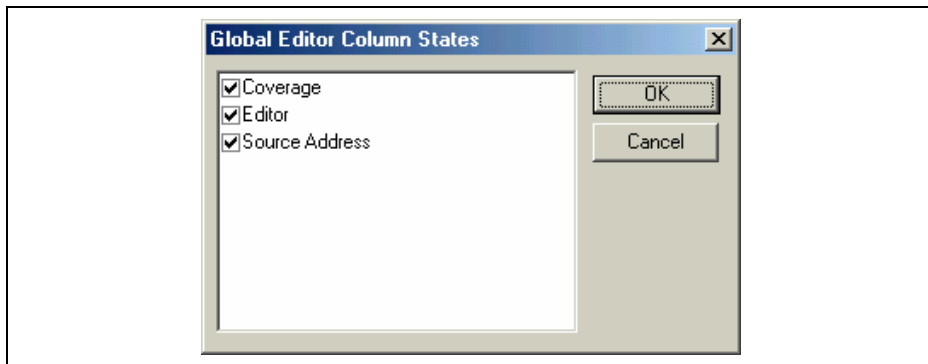 Global Editor Column States
Coverage
Editor
Source Address
OK
Cancel